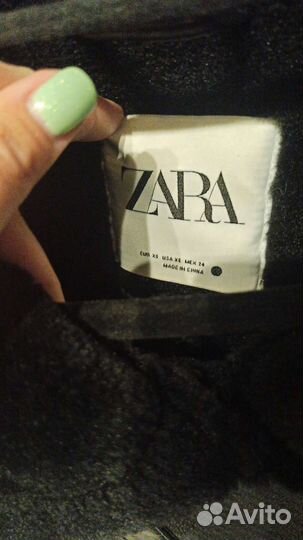 ZARA
EUR XS USA XS MEX 24
MADE IN CHINA
Avito